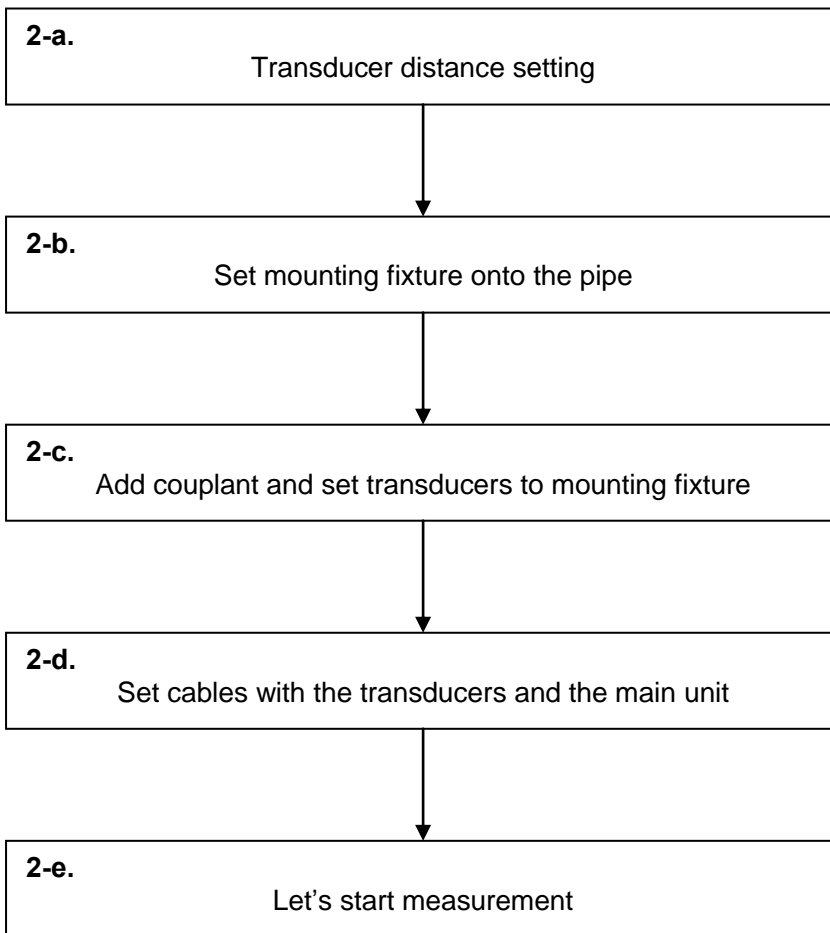 2-a.
Transducer distance setting
2-b.
Set mounting fixture onto the pipe
2-c.
Add couplant and set transducers to mounting fixture
2-d.
Set cables with the transducers and the main unit
2-e.
Let’s start measurement